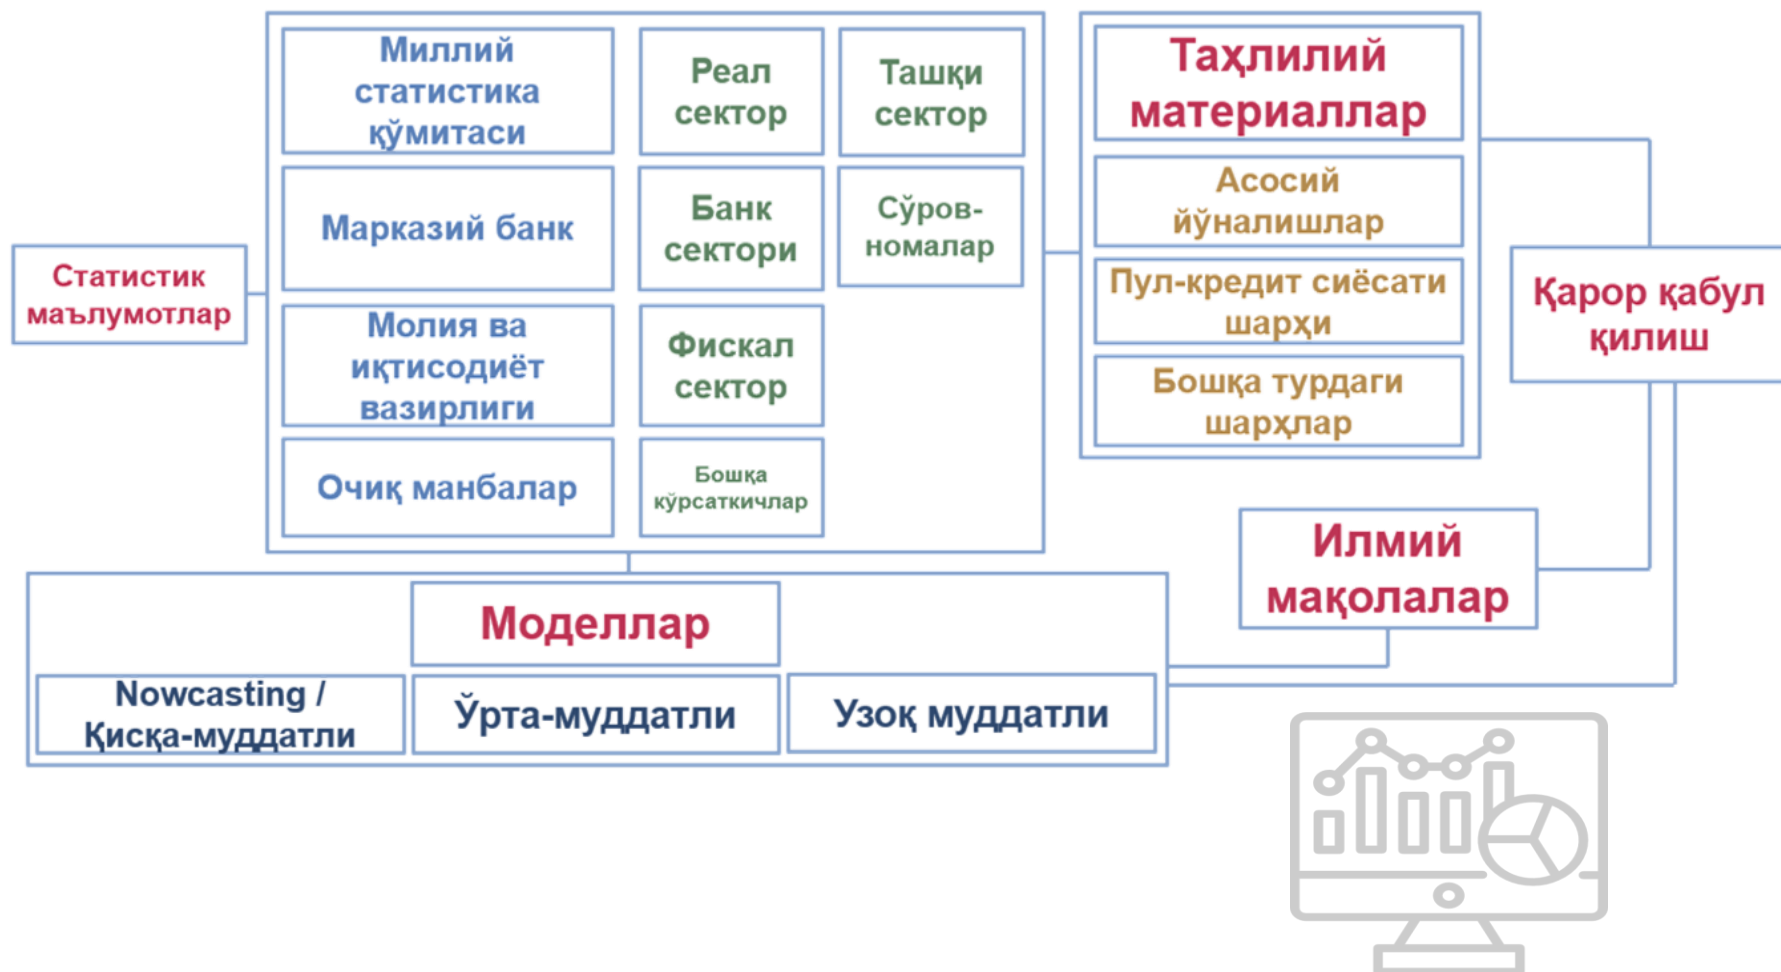 Статистик
маълумотлар
Миллий
статистика
қўмитаси
Марказий банк
Молия ва
иқтисодиёт
вазирлиги
Очиқ манбалар
Реал
сектор
Банк
сектори
Фискал
сектор
Бошқа
кўрсаткичлар
Ташқи
сектор
Сўров-
номалар
Таҳлилий
материаллар
Асосий
йўналишлар
Пул-кредит сиёсати
шарҳи
Бошқа турдаги
шарҳлар
Қарор қабул
қилиш
Илмий
мақолалар
Моделлар
Nowcasting /
Қисқа-муддатли
Ўрта-муддатли
Узоқ муддатли